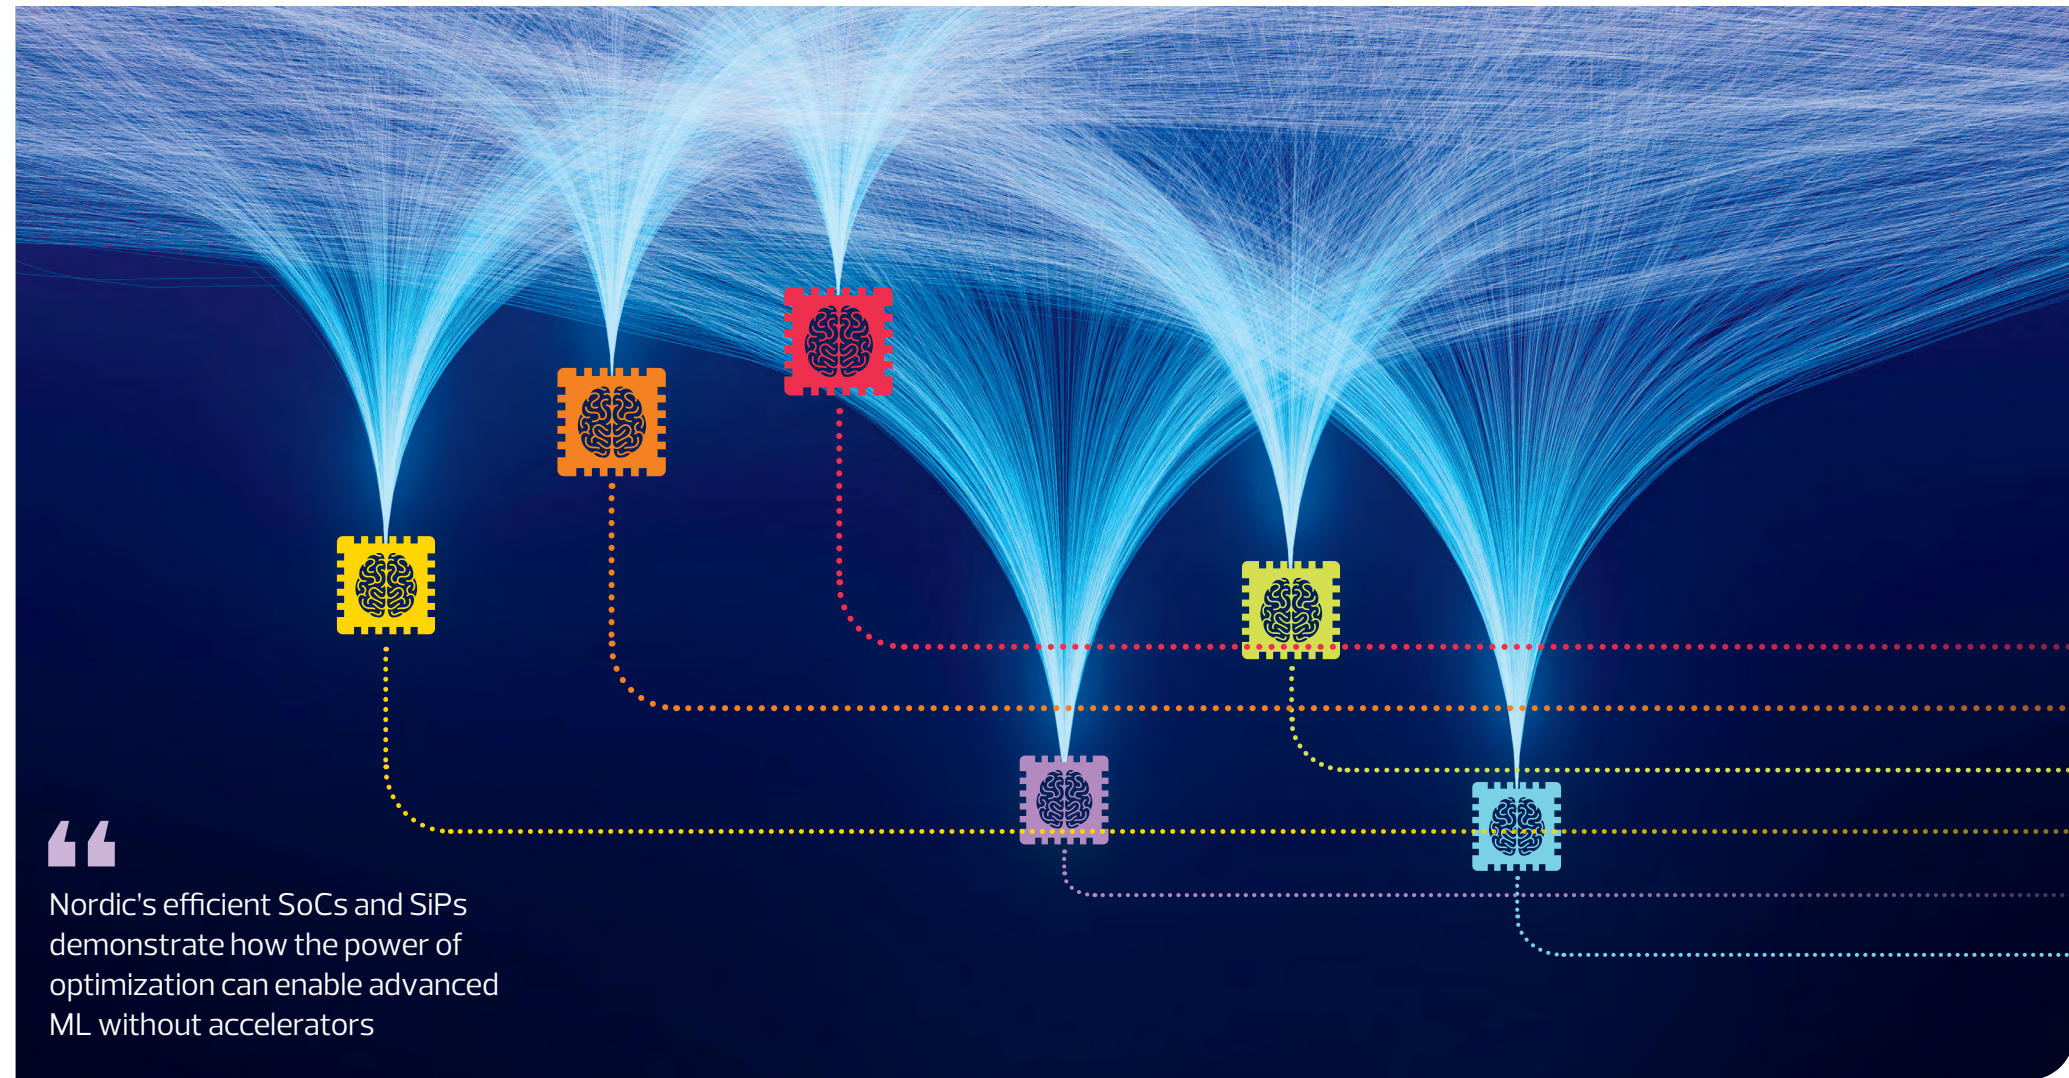 “
Nordic’s efficient SoCs and SiPs
demonstrate how the power of
optimization can enable advanced
ML without accelerators